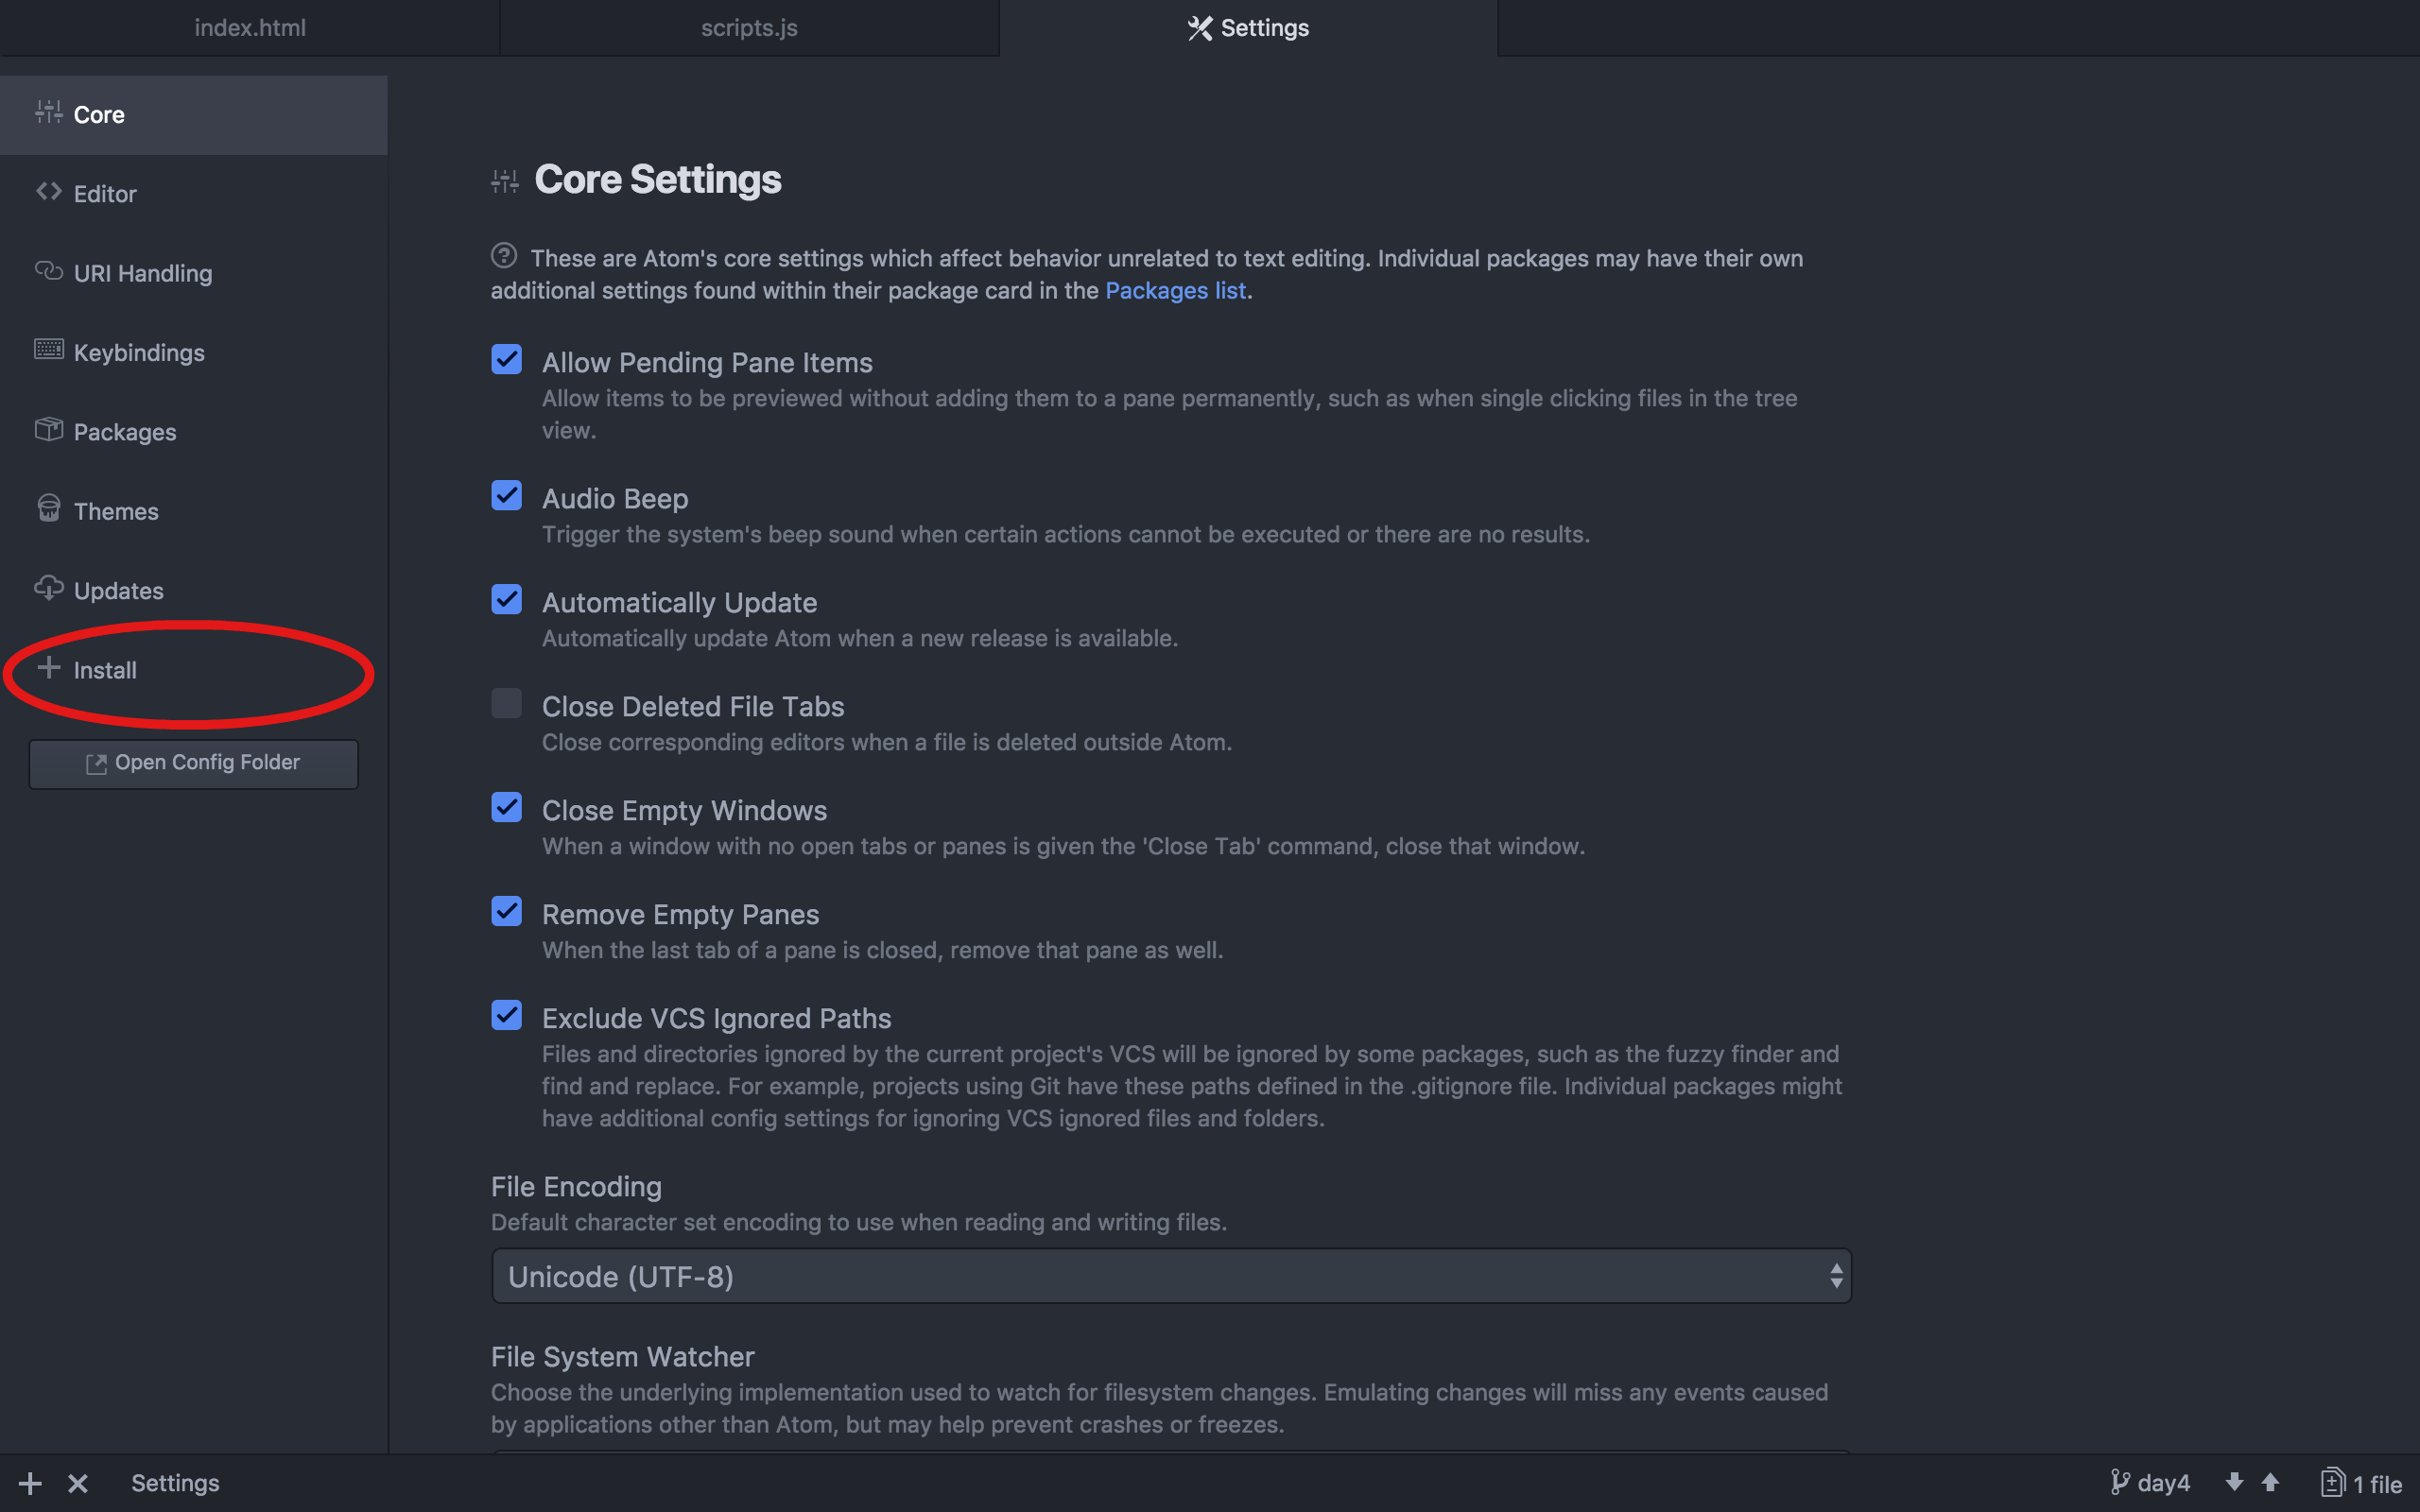 index.html
scripts.js
Settings
Core
Editor
URI Handling
Keybindings
Packages
Themes
Updates
Install
Open Config Folder
Core Settings
These are Atom's core settings which affect behavior unrelated to text editing. Individual packages may have their own
additional settings found within their package card in the Packages list.
Allow Pending Pane Items
Allow items to be previewed without adding them to a pane permanently, such as when single clicking files in the tree
view.
Audio Beep
Trigger the system's beep sound when certain actions cannot be executed or there are no results.
Automatically Update
Automatically update Atom when a new release is available.
Close Deleted File Tabs
Close corresponding editors when a file is deleted outside Atom.
Close Empty Windows
When a window with no open tabs or panes is given the 'Close Tab' command, close that window.
Remove Empty Panes
When the last tab of a pane is closed, remove that pane as well.
Exclude VCS Ignored Paths
Files and directories ignored by the current project's VCS will be ignored by some packages, such as the fuzzy finder and
find and replace. For example, projects using Git have these paths defined in the .gitignore file. Individual packages might
have additional config settings for ignoring VCS ignored files and folders.
File Encoding
Default character set encoding to use when reading and writing files.
Unicode (UTF-8)
File System Watcher
Choose the underlying implementation used to watch for filesystem changes. Emulating changes will miss any events caused
by applications other than Atom, but may help prevent crashes or freezes.
Settings
day4
1 file